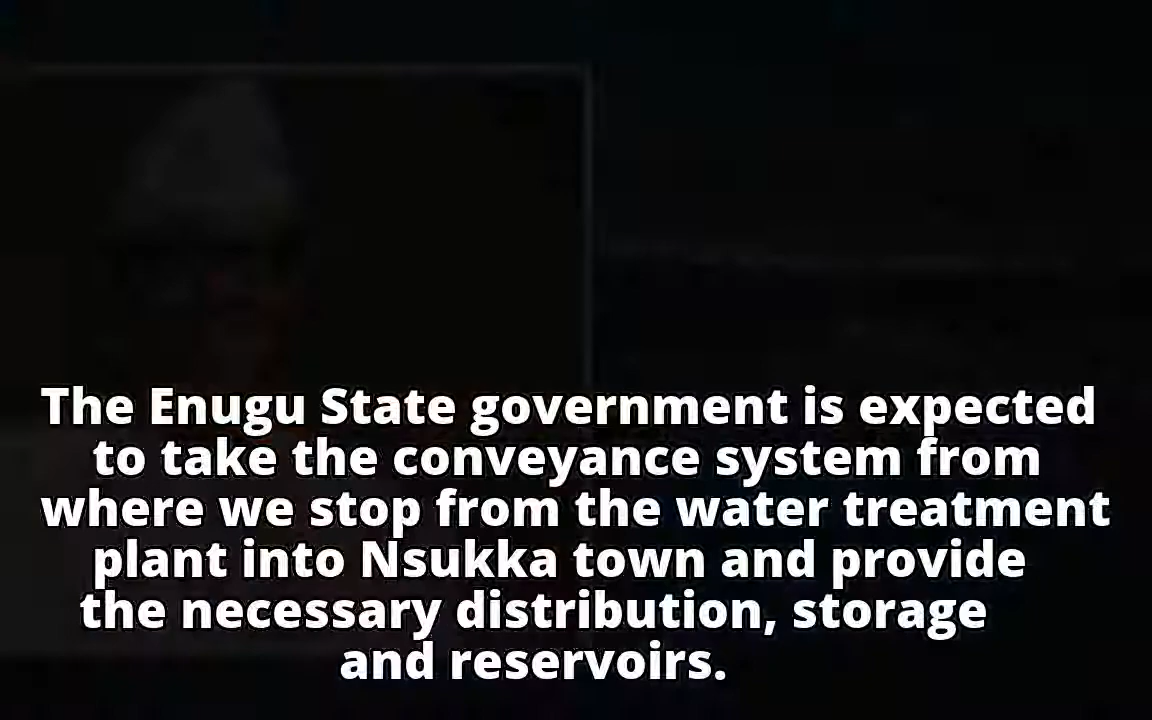 The Enugu State government is expected
to take the conveyance system from
where we stop from the water treatment
plant into Nsukka town and provide
the necessary distribution, storage
and reservoirs.